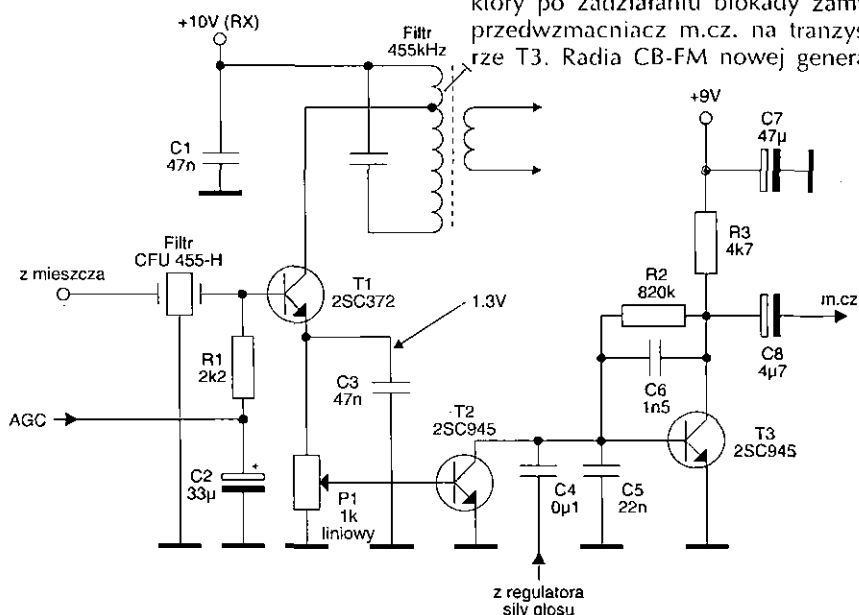 który po zadziałaniu blokady
przedwzmacniacz m.cz. na
rze T3. Radia CB-FM nowej
+10V (RX)
Filtr
455kHz
C1
47n
+9V
C7
47µ
R3
4k7
Filtr
CFU 455-H
z mieszcza
T1
2SC372
R2
820k
m.cz
1.3V
C8
4µ7
R1
2k2
C3
47n
C6
1n5
AGC
T2
2SC945
T3
2SC945
C2
33µ
+
P1
1k
liniowy
C4
0µ1
C5
22n
z regulatora
siły głosu